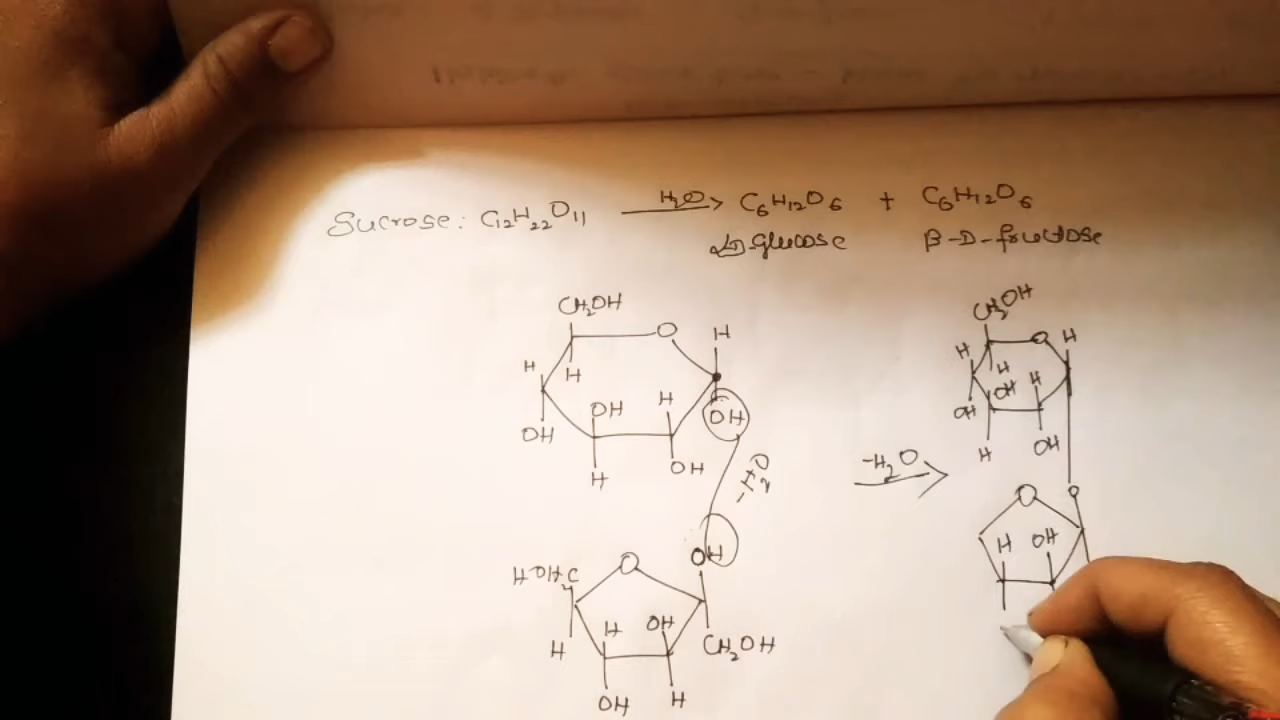 Sucrose: C12H22O11 H2O C6H12O6 + C6H12O6
α-D-glucose β-D-fructose
CH2OH O H
H H
OH H OH
OH
H OH
-H2O
OH
HOH2C O
H H OH CH2OH
OH H
-H2O
CH2OH O H
H H
OH OH H
H OH
O O
H OH